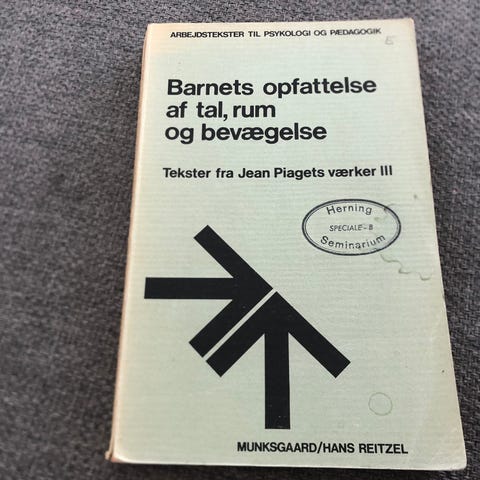 ARBEJDSTEKSTER TIL PSYKOLOGI OG PÆDAGOGIK
E
Barnets opfattelse
af tal, rum
og bevægelse
Tekster fra Jean Piagets værker III
Herning
SPECIALE-B
Seminarium
MUNKSGAARD/HANS REITZEL